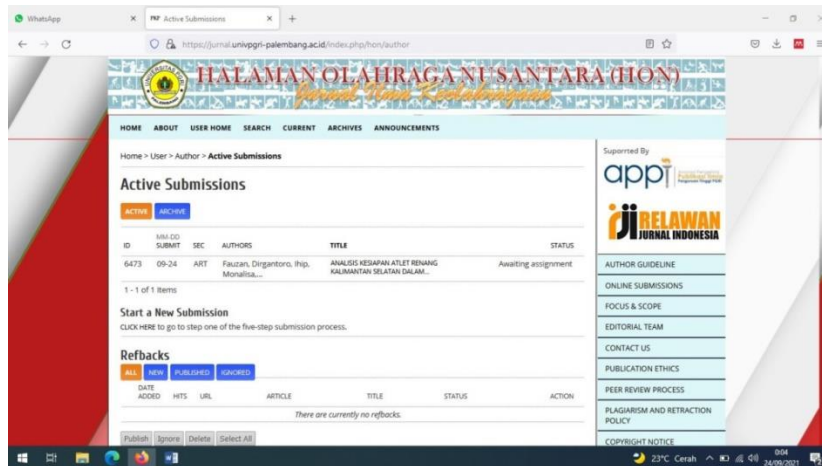 WhatsApp
PKP Active Submissions
https://jurnal.univpgri-palembang.ac.id/index.php/hon/author
HALAMAN OLAHRAGA NUSANTARA (HON)
Jurnal Ilmu Keolahragaan
HOME ABOUT USER HOME SEARCH CURRENT ARCHIVES ANNOUNCEMENTS
Home > User > Author > Active Submissions
Active Submissions
ACTIVE ARCHIVE
MM-DD
ID SUBMIT SEC AUTHORS TITLE STATUS
6473 09-24 ART Fauzan, Dirgantoro, Ihip, ANALISIS KESIAPAN ATLET RENANG Awaiting assignment
Monalisa,... KALIMANTAN SELATAN DALAM...
1 - 1 of 1 Items
Start a New Submission
CLICK HERE to go to step one of the five-step submission process.
Refbacks
ALL NEW PUBLISHED IGNORED
DATE
ADDED HITS URL ARTICLE TITLE STATUS ACTION
There are currently no refbacks.
Publish Ignore Delete Select All
Suporrted By
appi
RELAWAN
JURNAL INDONESIA
AUTHOR GUIDELINE
ONLINE SUBMISSIONS
FOCUS & SCOPE
EDITORIAL TEAM
CONTACT US
PUBLICATION ETHICS
PEER REVIEW PROCESS
PLAGIARISM AND RETRACTION
POLICY
COPYRIGHT NOTICE
23°C Cerah
0:04
24/09/2021